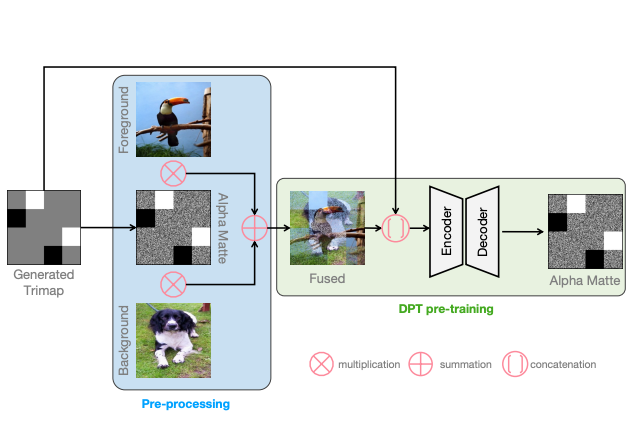 Foreground
Alpha Matte
Background
Generated
Trimap
Pre-processing
Fused
Encoder
Decoder
Alpha Matte
DPT pre-training
multiplication
summation
concatenation